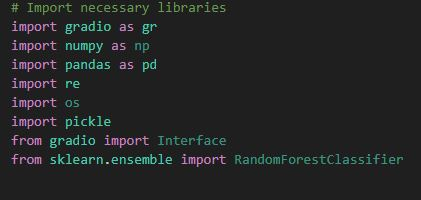 # Import necessary libraries
import gradio as gr
import numpy as np
import pandas as pd
import re
import os
import pickle
from gradio import Interface
from sklearn.ensemble import RandomForestClassifier